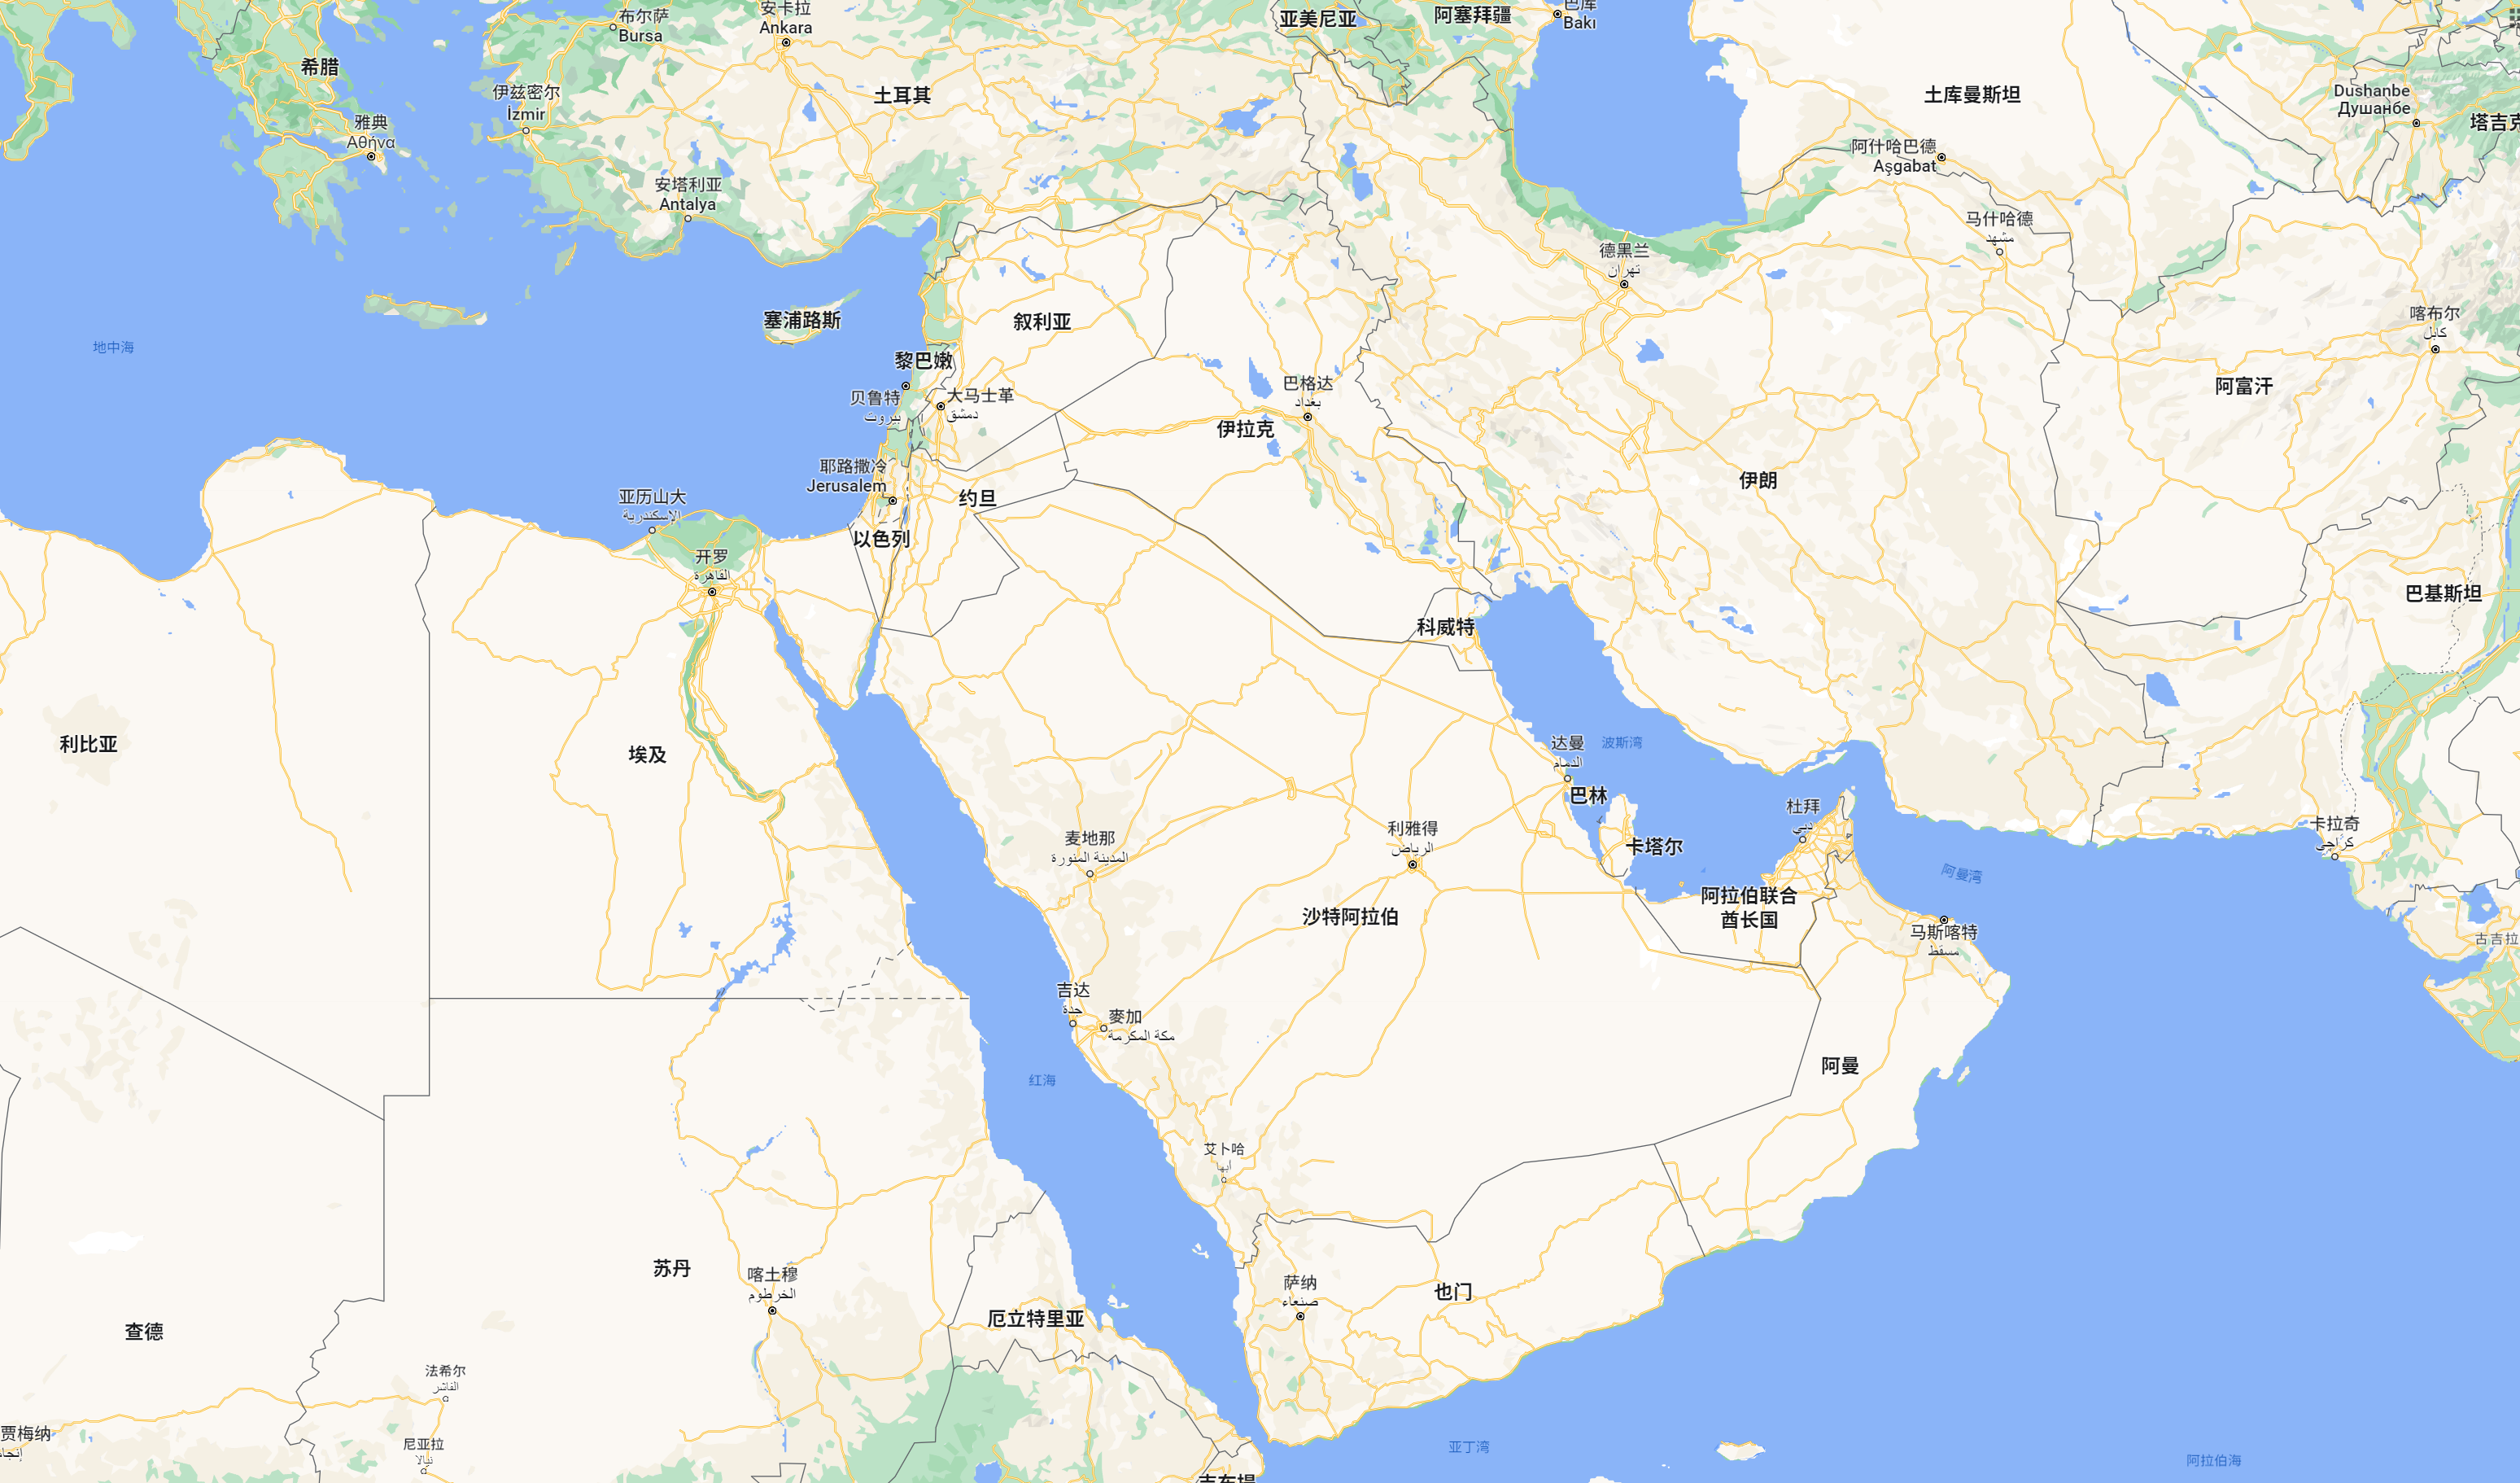 布尔萨
Bursa
安卡拉
Ankara
亚美尼亚
阿塞拜疆
巴库
Bakı
希腊
伊兹密尔
İzmir
土耳其
土库曼斯坦
Dushanbe
Душанбе
塔吉克
雅典
Αθήνα
阿什哈巴德
Aşgabat
安塔利亚
Antalya
马什哈德
مشهد
德黑兰
تهران
塞浦路斯
叙利亚
喀布尔
كابل
地中海
黎巴嫩
贝鲁特
بيروت
大马士革
دمشق
巴格达
بغداد
伊拉克
阿富汗
耶路撒冷
Jerusalem
约旦
伊朗
亚历山大
الإسكندرية
以色列
开罗
القاهرة
科威特
巴基斯坦
利比亚
埃及
达曼
الدمام
波斯湾
巴林
麦地那
المدينة المنورة
利雅得
الرياض
卡塔尔
杜拜
دبي
卡拉奇
كراچي
阿曼湾
沙特阿拉伯
阿拉伯联合
酋长国
马斯喀特
مسقط
古吉拉
吉达
جدة
麥加
مكة المكرمة
红海
阿曼
艾卜哈
أبها
苏丹
喀土穆
الخرطوم
厄立特里亚
萨纳
صنعاء
也门
查德
法希尔
الفاشر
贾梅纳
إنجا
尼亚拉
نيالا
亚丁湾
阿拉伯海
吉布提